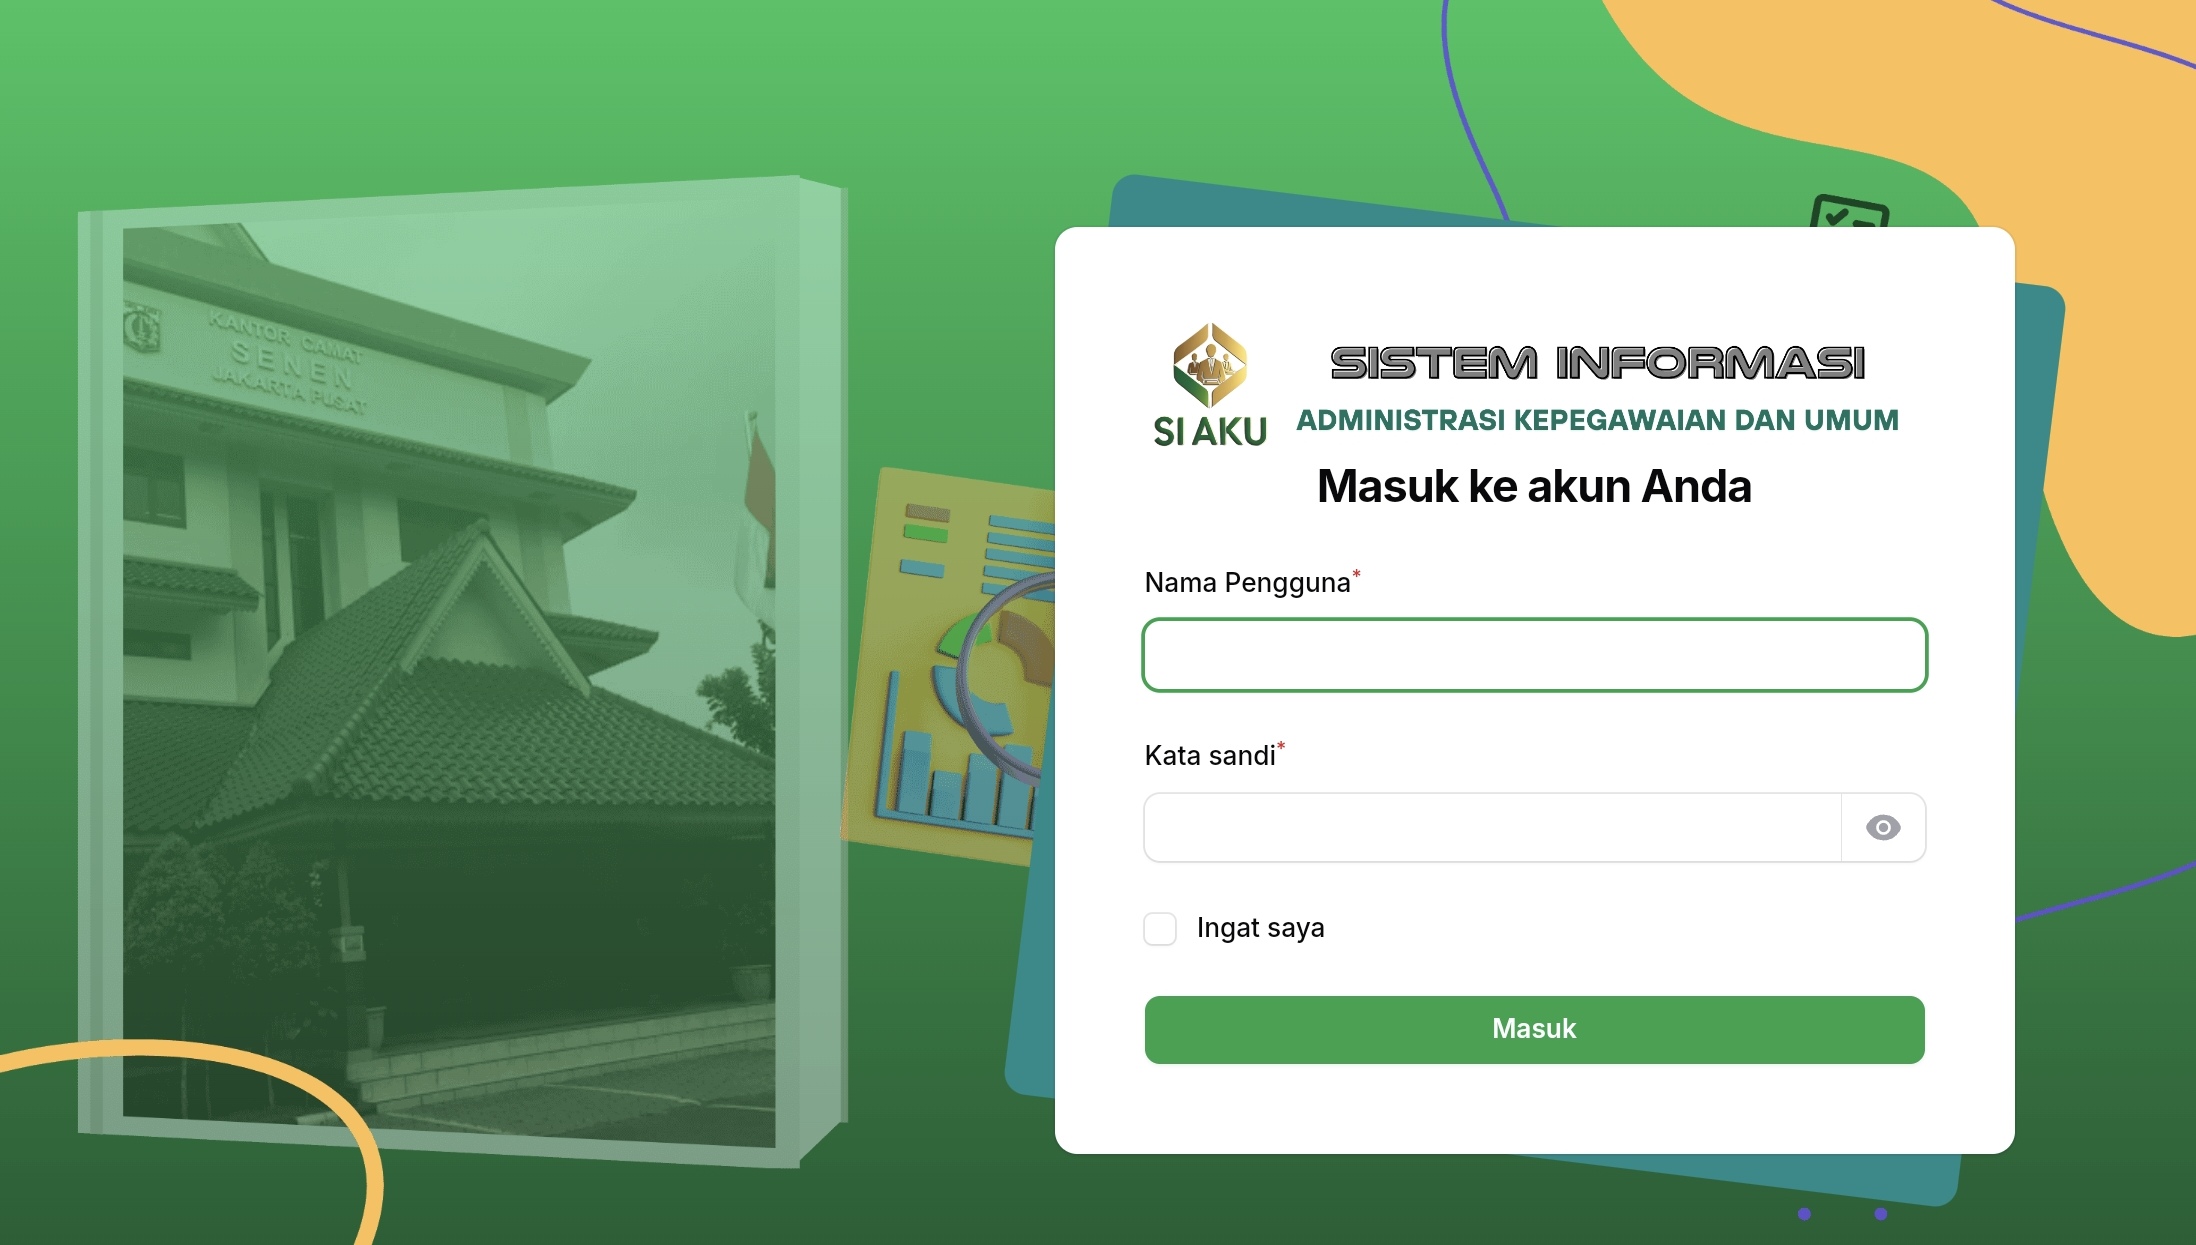 KANTOR CAMAT
SENEN
JAKARTA PUSAT
SI AKU
SISTEM INFORMASI
ADMINISTRASI KEPEGAWAIAN DAN UMUM
Masuk ke akun Anda
Nama Pengguna*
Kata sandi*
Ingat saya
Masuk